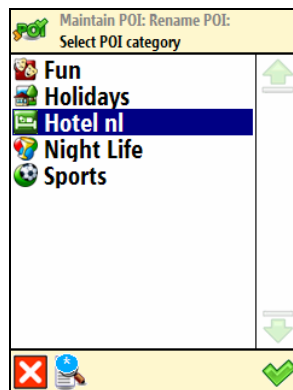 POI
Maintain POI: Rename POI:
Select POI category
Fun
Holidays
Hotel nl
Night Life
Sports